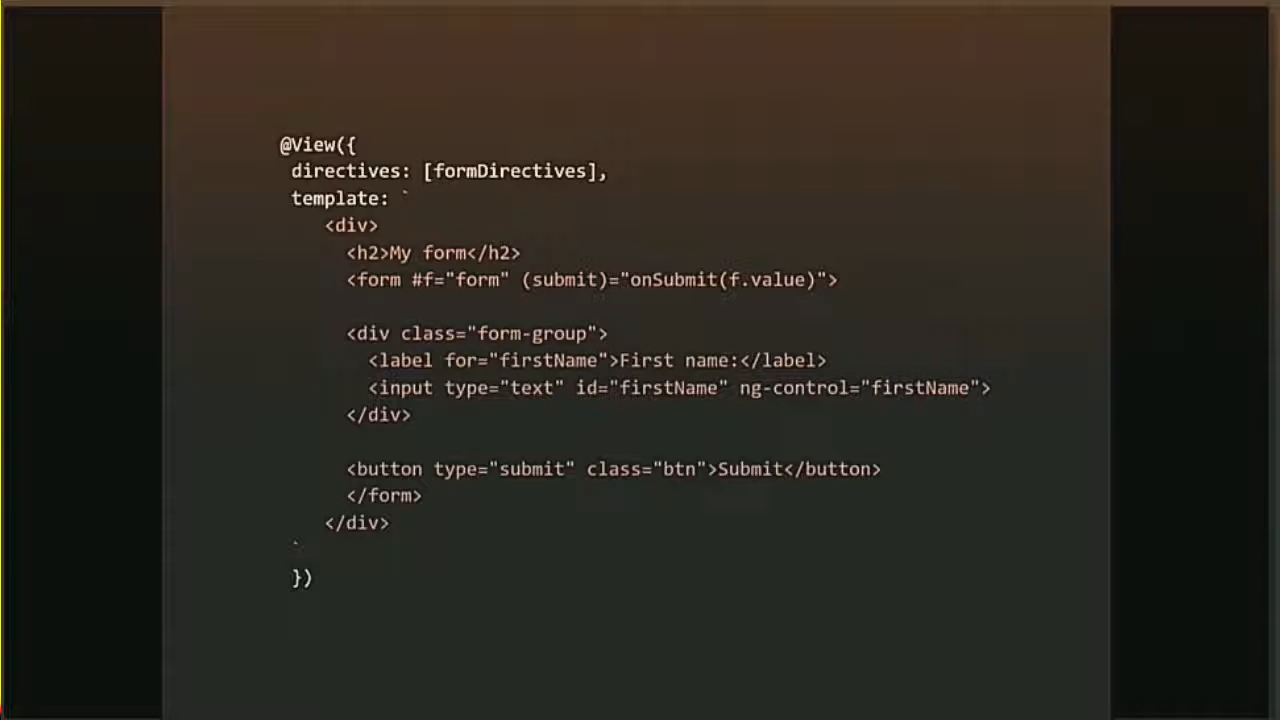 @View({
directives: [formDirectives],
template: `
<div>
<h2>My form</h2>
<form #f="form" (submit)="onSubmit(f.value)">
<div class="form-group">
<label for="firstName">First name:</label>
<input type="text" id="firstName" ng-control="firstName">
</div>
<button type="submit" class="btn">Submit</button>
</form>
</div>
`
})